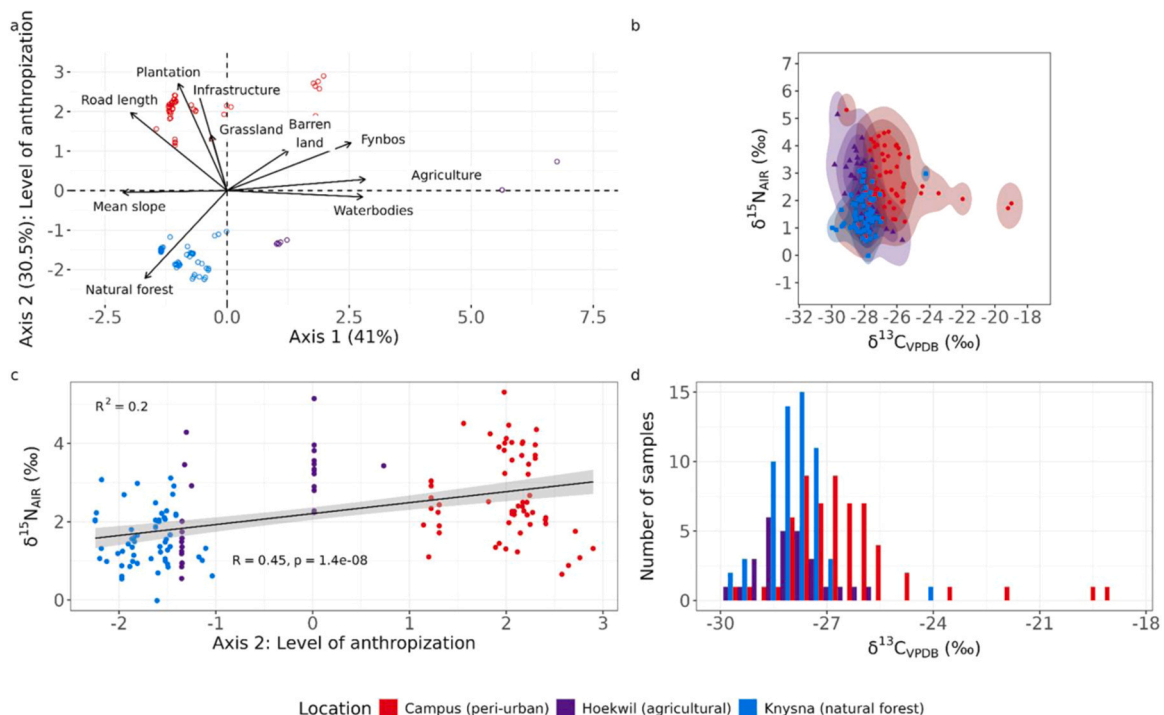 a
Axis 2 (30.5%): Level of anthropization
3
2
1
0
-1
-2
Plantation
Road length
Infrastructure
Grassland
Barren
land
Fynbos
Agriculture
Mean slope
Waterbodies
Natural forest
-2.5
0.0
2.5
5.0
7.5
Axis 1 (41%)
b
δ¹⁵N_AIR (‰)
7
6
5
4
3
2
1
0
-1
-32 -30 -28 -26 -24 -22 -20 -18
δ¹³C_VPDB (‰)
c
δ¹⁵N_AIR (‰)
4
2
0
R² = 0.2
R = 0.45, p = 1.4e-08
-2
-1
0
1
2
3
Axis 2: Level of anthropization
d
Number of samples
15
10
5
0
-30
-27
-24
-21
-18
δ¹³C_VPDB (‰)
Location Campus (peri-urban) Hoekwil (agricultural) Knysna (natural forest)